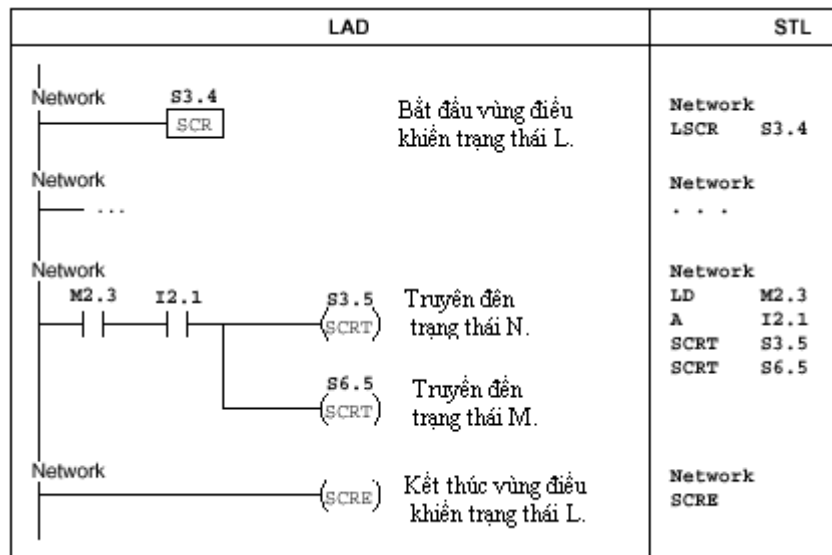 LAD
STL
Network
S3.4
SCR
Bắt đầu vùng điều
khiển trạng thái L.
Network
LSCR S3.4
Network
...
Network
. . .
Network
M2.3 I2.1
S3.5
SCRT
Truyền đến
trạng thái N.
S6.5
SCRT
Truyền đến
trạng thái M.
Network
LD M2.3
A I2.1
SCRT S3.5
SCRT S6.5
Network
SCRE
Kết thúc vùng điều
khiển trạng thái L.
Network
SCRE